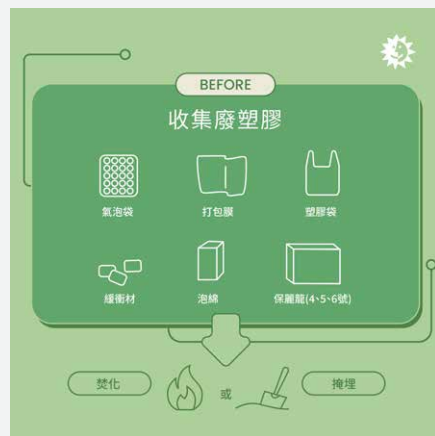 BEFORE
收集廢塑膠
氣泡袋
打包膜
塑膠袋
緩衝材
泡綿
保麗龍(4、5、6號)
焚化
或
掩埋